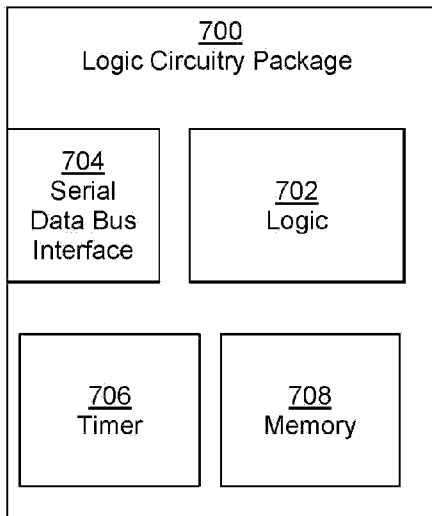 700
Logic Circuitry Package
704
Serial
Data Bus
Interface
702
Logic
706
Timer
708
Memory